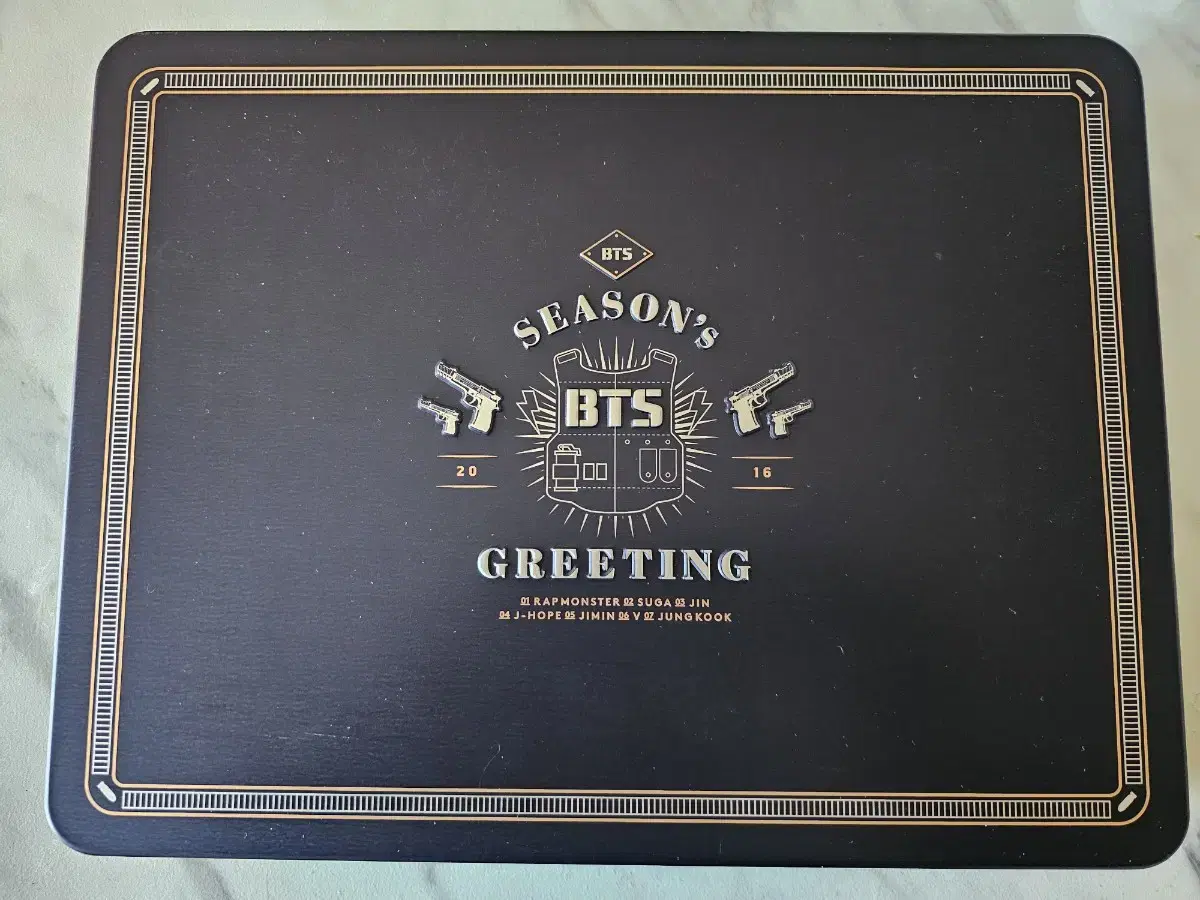 BTS
SEASON's
BTS
20 16
GREETING
01 RAPMONSTER 02 SUGA 03 JIN
04 J-HOPE 05 JIMIN 06 V 07 JUNGKOOK